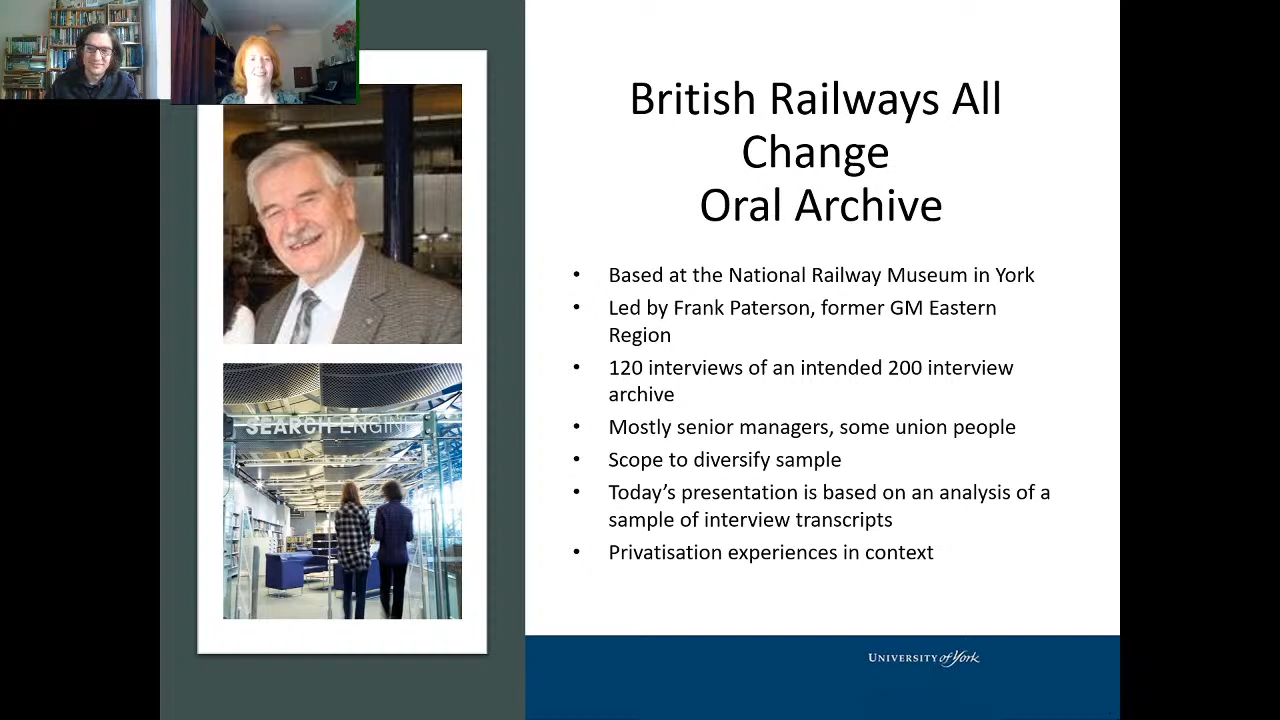 British Railways All
Change
Oral Archive
• Based at the National Railway Museum in York
• Led by Frank Paterson, former GM Eastern
Region
• 120 interviews of an intended 200 interview
archive
• Mostly senior managers, some union people
• Scope to diversify sample
• Today’s presentation is based on an analysis of a
sample of interview transcripts
• Privatisation experiences in context
SEARCH ENGINE
UNIVERSITY of York